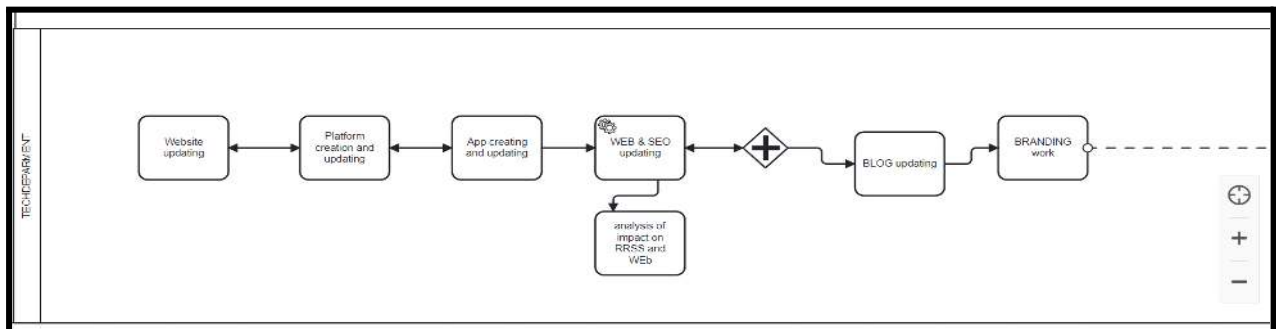 TECHDEPARMENT
Website
updating
Platform
creation and
updating
App creating
and updating
WEB & SEO
updating
analysis of
impact on
RRSS and
WEb
BLOG updating
BRANDING
work